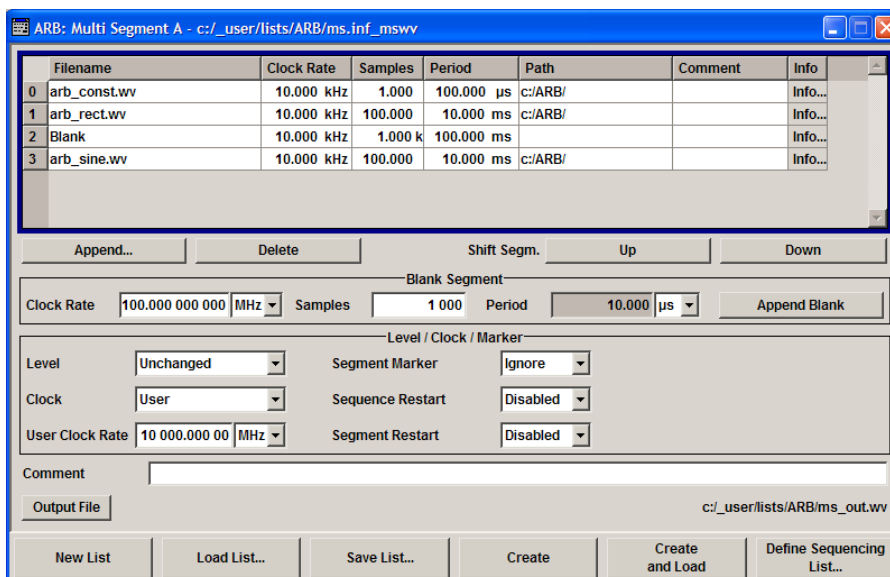 ARB: Multi Segment A - c:/_user/lists/ARB/ms.inf_mswv
Filename Clock Rate Samples Period Path Comment Info
0 arb_const.wv 10.000 kHz 1.000 100.000 µs c:/ARB/ Info...
1 arb_rect.wv 10.000 kHz 100.000 10.000 ms c:/ARB/ Info...
2 Blank 10.000 kHz 1.000 k 100.000 ms Info...
3 arb_sine.wv 10.000 kHz 100.000 10.000 ms c:/ARB/ Info...
Append... Delete Shift Segm. Up Down
Blank Segment
Clock Rate 100.000 000 000 MHz Samples 1 000 Period 10.000 µs Append Blank
Level / Clock / Marker
Level Unchanged Segment Marker Ignore
Clock User Sequence Restart Disabled
User Clock Rate 10 000.000 00 MHz Segment Restart Disabled
Comment
Output File c:/_user/lists/ARB/ms_out.wv
New List Load List... Save List... Create Create and Load Define Sequencing List...